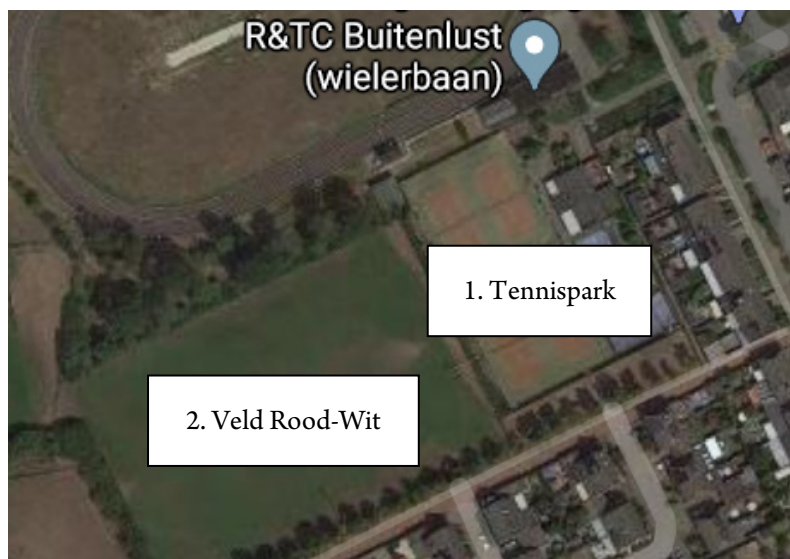 R&TC Buitenlust
(wielerbaan)
1. Tennispark
2. Veld Rood-Wit